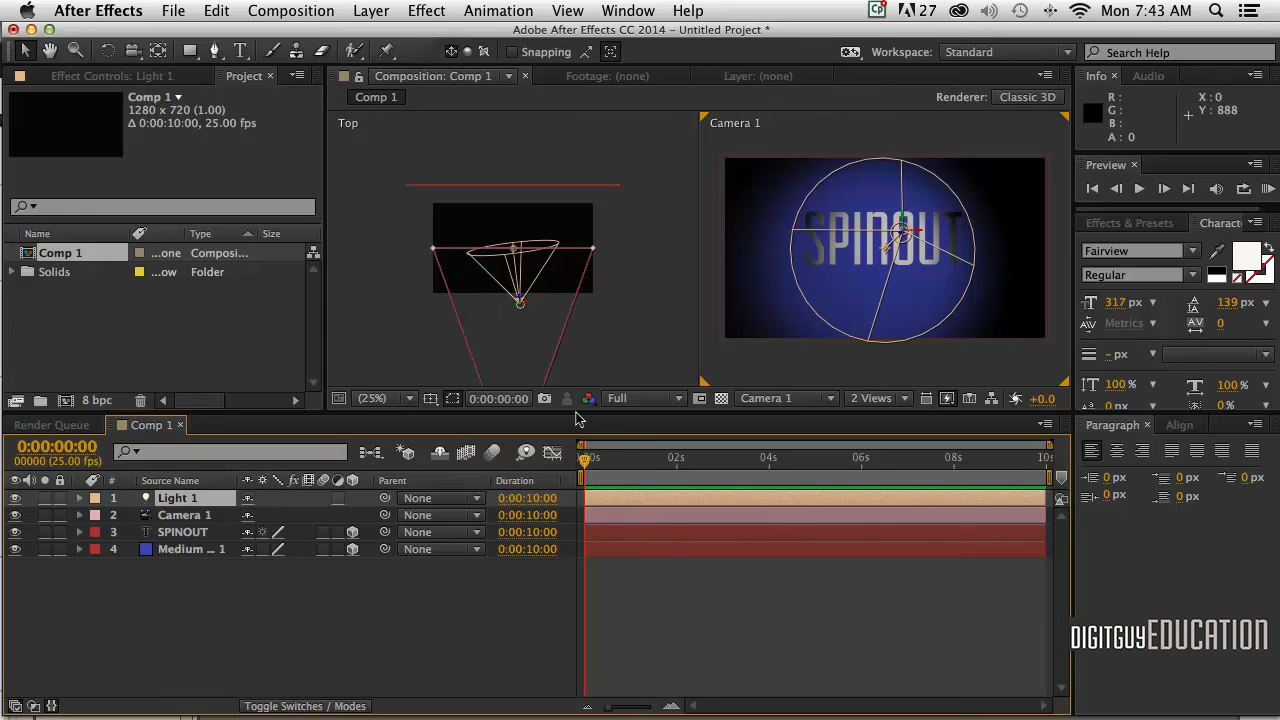 After Effects File Edit Composition Layer Effect Animation View Window Help 27 Mon 7:43 AM
Adobe After Effects CC 2014 - Untitled Project *
Snapping Workspace: Standard Search Help
Effect Controls: Light 1 Project × Composition: Comp 1 Footage: (none) Layer: (none) Info × Audio
Comp 1
1280 x 720 (1.00)
Δ 0:00:10:00, 25.00 fps
Comp 1 Renderer: Classic 3D
R : X : 0
G : Y : 888
B :
A : 0
Top Camera 1
SPINOUT
Preview ×
Effects & Presets Charact
Name Type Size
Comp 1 ...one Composi...
Solids ...ow Folder
Fairview
Regular
317 px 139 px
Metrics 0
- px
100 % 100 %
0 px 0 %
8 bpc (25%) 0:00:00:00 Full Camera 1 2 Views +0.0
Render Queue Comp 1 × Paragraph × Align
0:00:00:00
00000 (25.00 fps)
:00s 02s 04s 06s 08s 10s
# Source Name fx Parent Duration
1 Light 1 None 0:00:10:00
2 Camera 1 None 0:00:10:00
3 T SPINOUT None 0:00:10:00
4 Medium ... 1 None 0:00:10:00
0 px 0 px 0 px
0 px 0 px
DIGITGUYEDUCATION
Toggle Switches / Modes